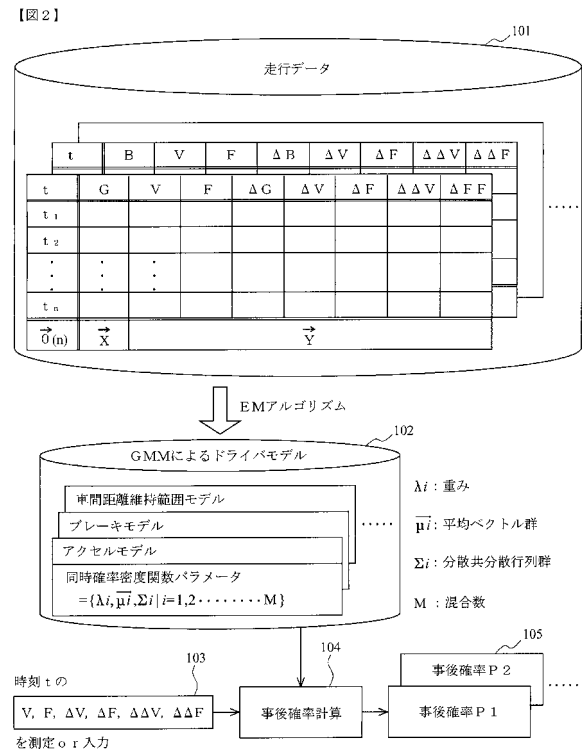 【図２】
101
走行データ
t B V F ΔB ΔV ΔF ΔΔV ΔΔF
t G V F ΔG ΔV ΔF ΔΔV ΔFF
t₁
t₂
⋮ ⋮ ⋮
tₙ
O⃗(n) X⃗ Y⃗
.....
EMアルゴリズム
102
GMMによるドライバモデル
車間距離維持範囲モデル
ブレーキモデル
.....
アクセルモデル
同時確率密度関数パラメータ
={λi,μi⃗,Σi|i=1,2········M}
λi：重み
μi⃗：平均ベクトル群
Σi：分散共分散行列群
M：混合数
105
104
103
時刻ｔの
事後確率Ｐ２
V, F, ΔV, ΔF, ΔΔV, ΔΔF
事後確率計算
事後確率Ｐ１
.....
を測定ｏｒ入力